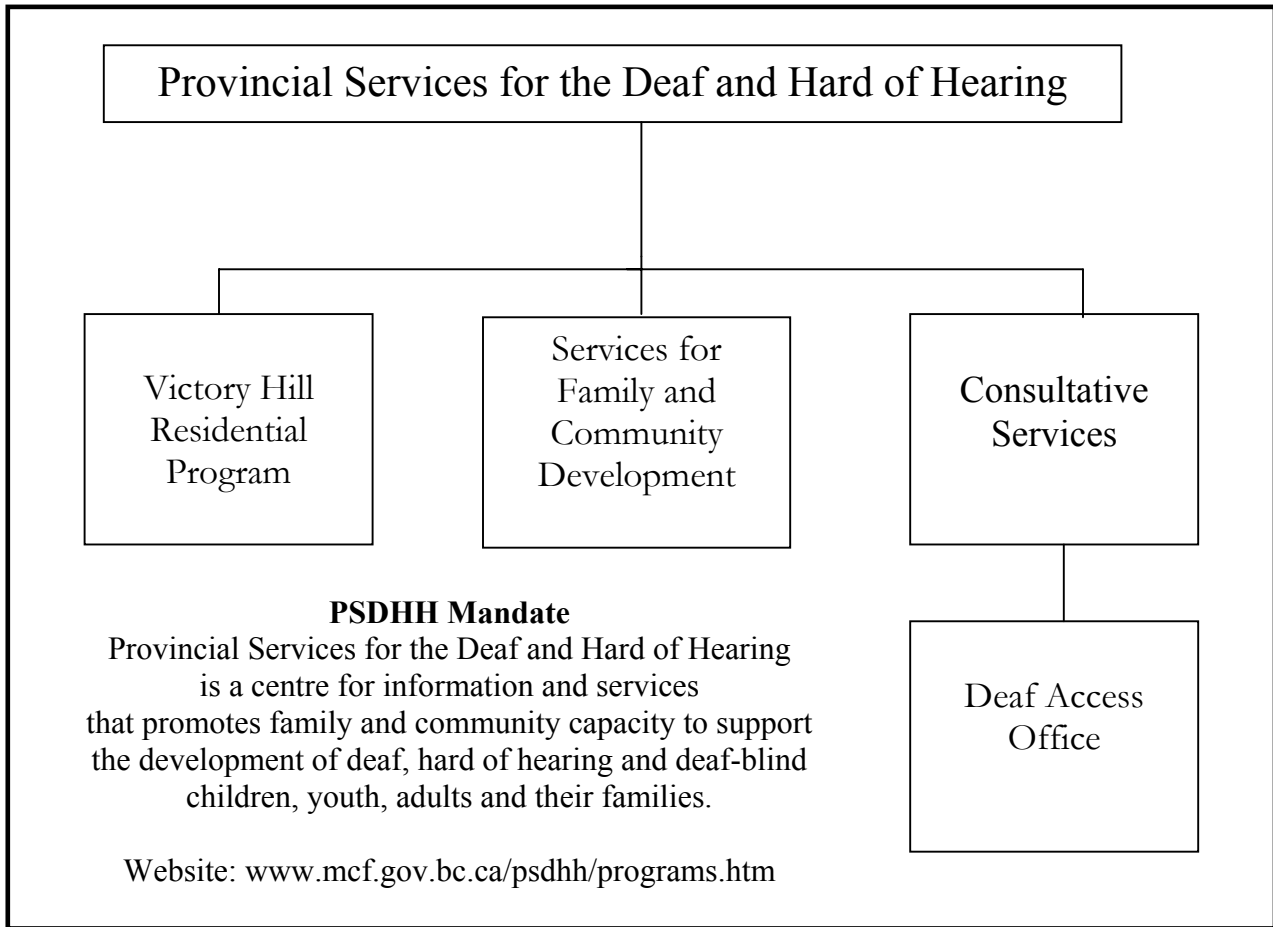 Provincial Services for the Deaf and Hard of Hearing
Victory Hill
Residential
Program
Services for
Family and
Community
Development
Consultative
Services
Deaf Access
Office
PSDHH Mandate
Provincial Services for the Deaf and Hard of Hearing
is a centre for information and services
that promotes family and community capacity to support
the development of deaf, hard of hearing and deaf-blind
children, youth, adults and their families.
Website: www.mcf.gov.bc.ca/psdhh/programs.htm